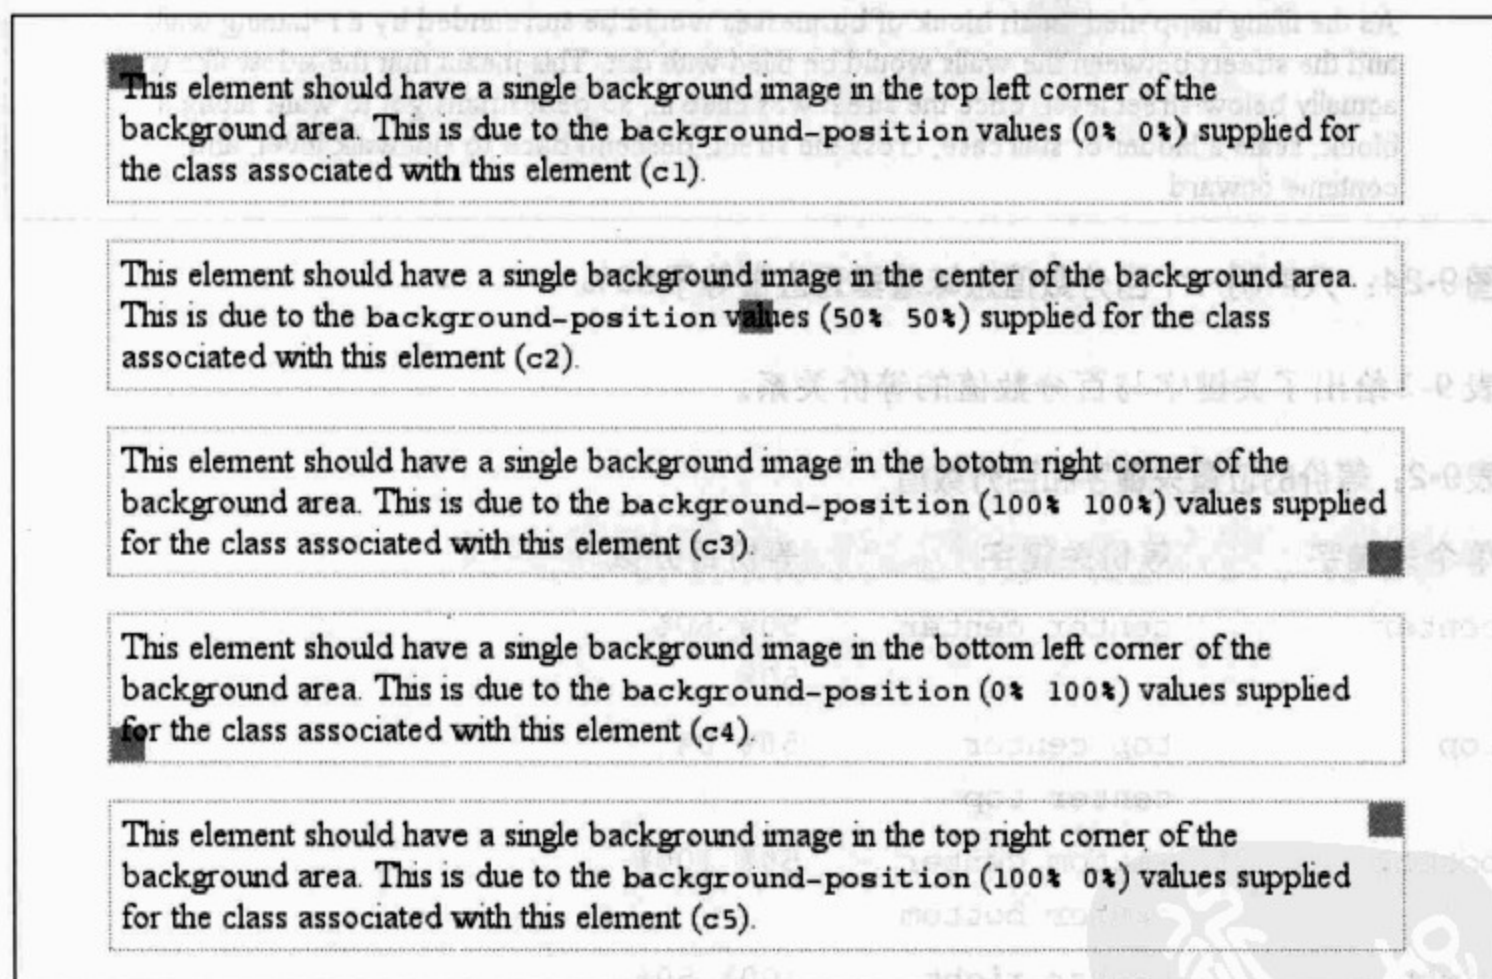 This element should have a single background image in the top left corner of the
background area. This is due to the background-position values (0% 0%) supplied for
the class associated with this element (c1).
This element should have a single background image in the center of the background area.
This is due to the background-position values (50% 50%) supplied for the class
associated with this element (c2).
This element should have a single background image in the bototm right corner of the
background area. This is due to the background-position (100% 100%) values supplied
for the class associated with this element (c3).
This element should have a single background image in the bottom left corner of the
background area. This is due to the background-position (0% 100%) values supplied
for the class associated with this element (c4).
This element should have a single background image in the top right corner of the
background area. This is due to the background-position (100% 0%) values supplied
for the class associated with this element (c5).